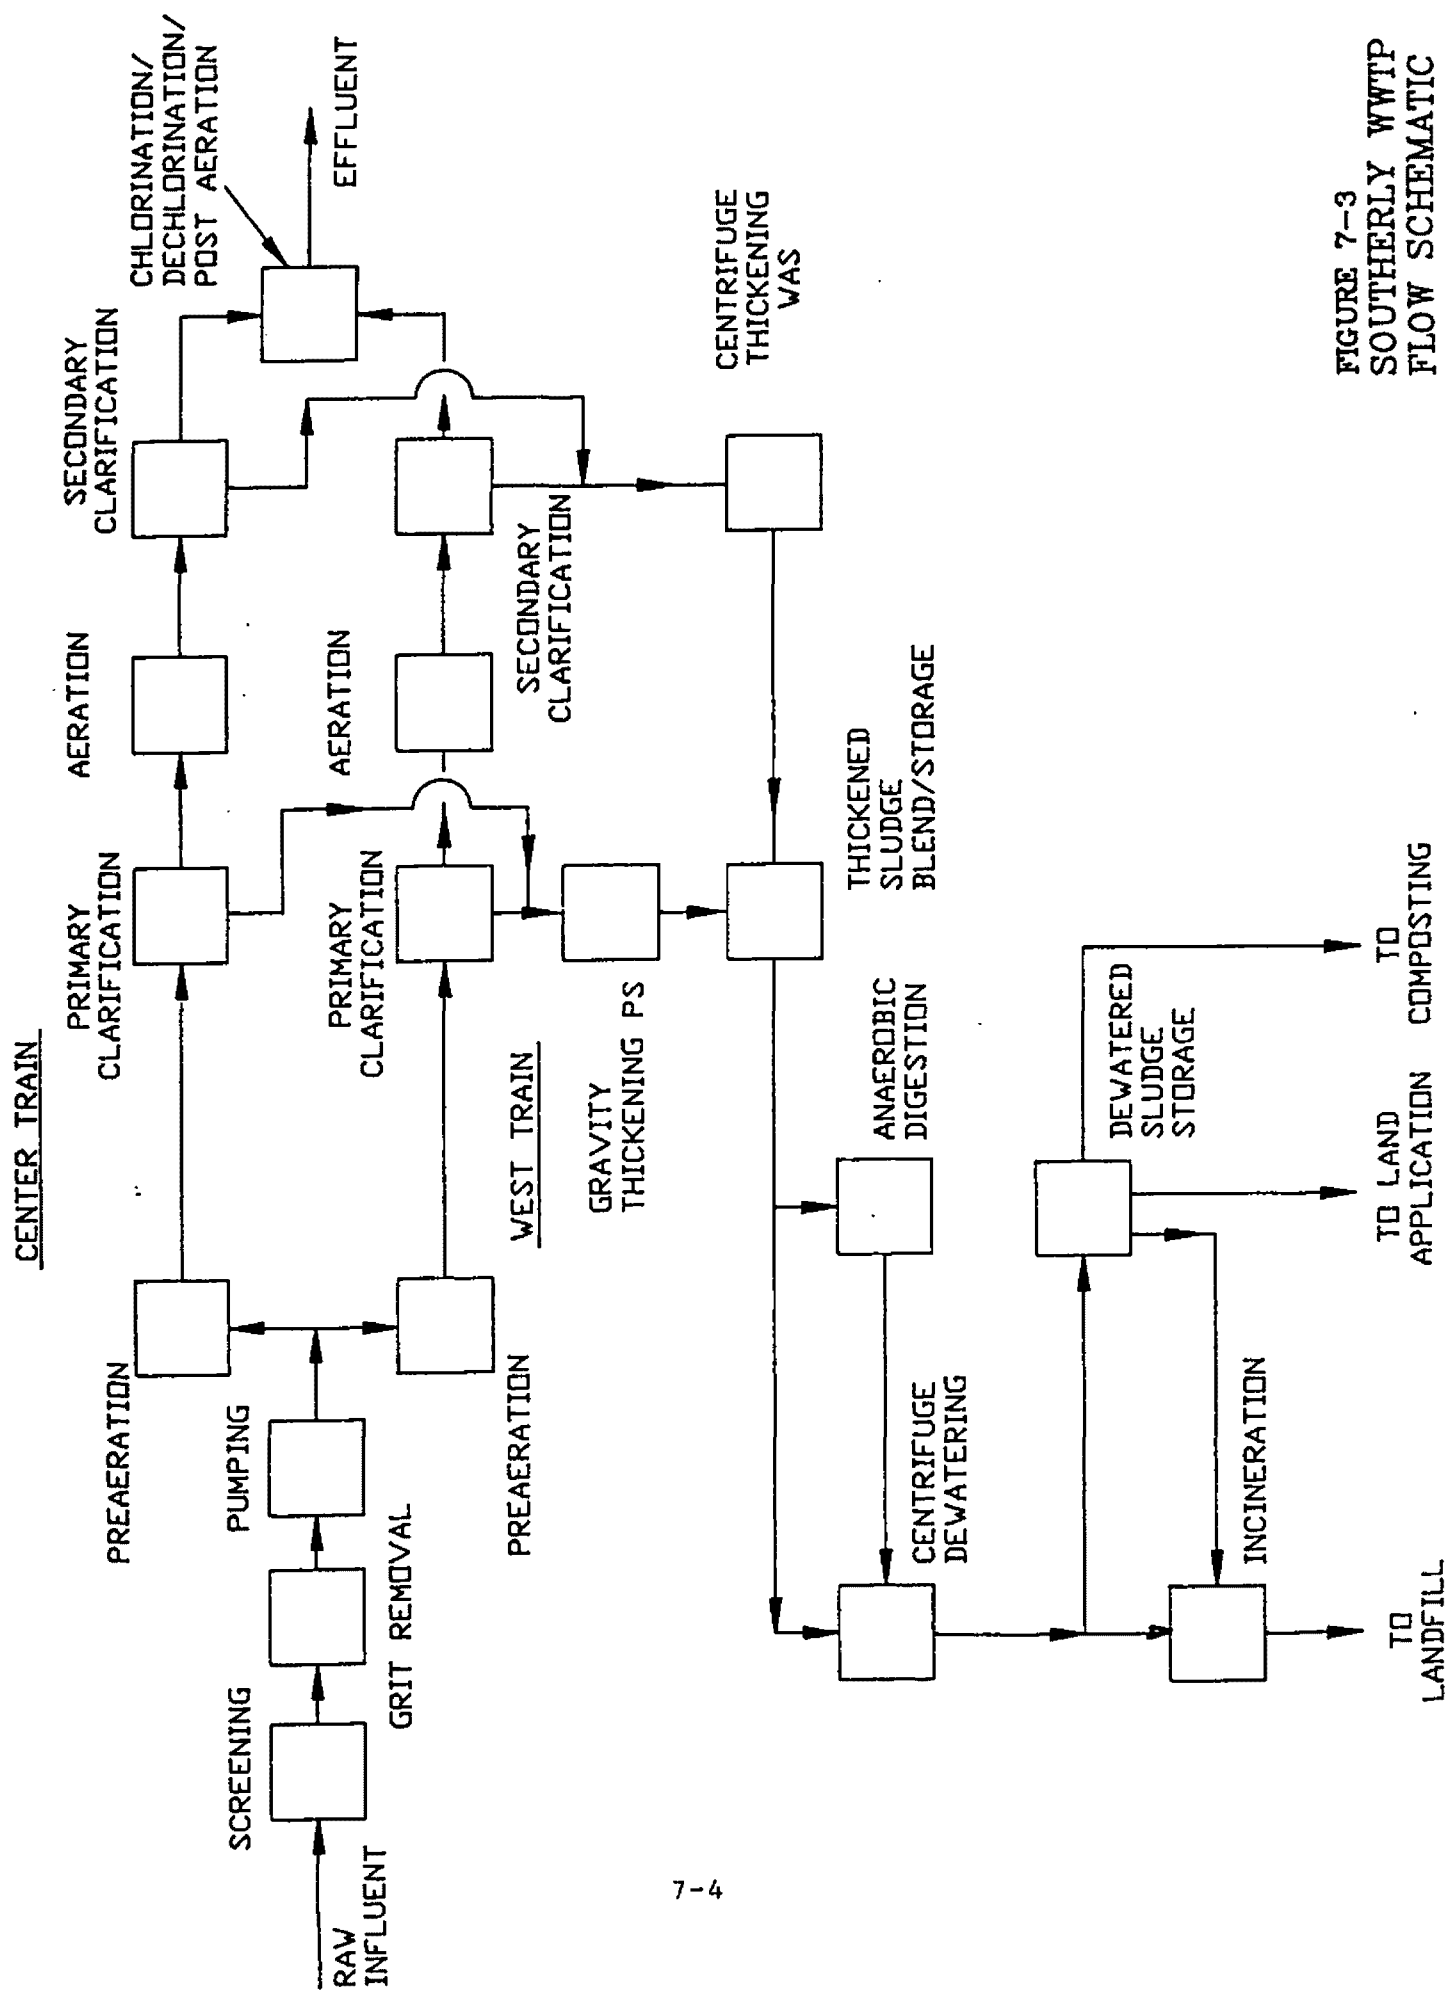 CENTER TRAIN
PREAERATION
PRIMARY
CLARIFICATION
AERATION
SECONDARY
CLARIFICATION
CHLORINATION/
DECHLORINATION/
POST AERATION
SCREENING
PUMPING
RAW
INFLUENT
GRIT REMOVAL
EFFLUENT
PREAERATION
WEST TRAIN
PRIMARY
CLARIFICATION
AERATION
SECONDARY
CLARIFICATION
GRAVITY
THICKENING PS
CENTRIFUGE
THICKENING
WAS
THICKENED
SLUDGE
BLEND/STORAGE
ANAEROBIC
DIGESTION
CENTRIFUGE
DEWATERING
DEWATERED
SLUDGE
STORAGE
INCINERATION
TO
LANDFILL
TO LAND
APPLICATION
TO
COMPOSTING
FIGURE 7-3
SOUTHERLY WWTP
FLOW SCHEMATIC
7-4